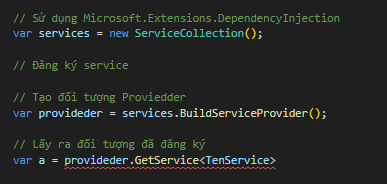 // Sử dụng Microsoft.Extensions.DependencyInjection
var services = new ServiceCollection();
// Đăng ký service
// Tạo đối tượng Proviedder
var provideder = services.BuildServiceProvider();
// Lấy ra đối tượng đã đăng ký
var a = provideder.GetService<TenService>